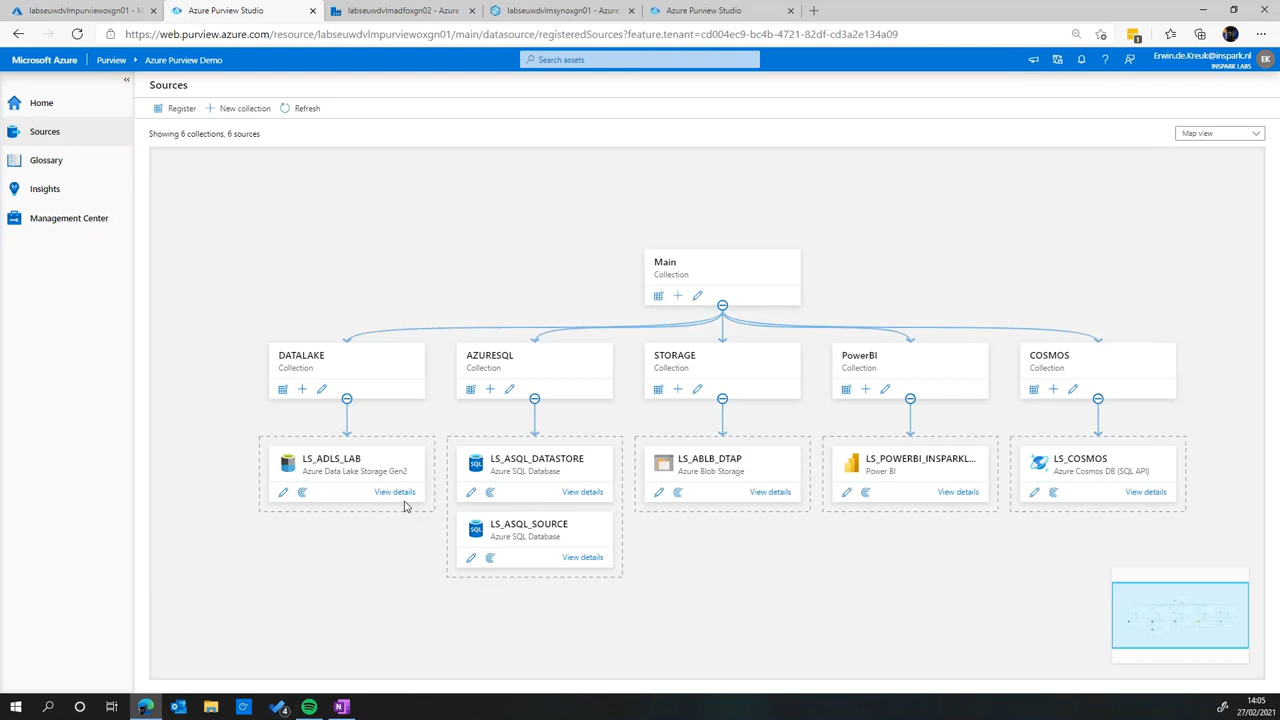 labseuwdvlmpurviewoxgn01 - M
Azure Purview Studio
labseuwdvlmadfoxgn02 - Azure
labseuwdvlmsynoxgn01 - Azure
Azure Purview Studio
https://web.purview.azure.com/resource/labseuwdvlmpurviewoxgn01/main/datasource/registeredSources?feature.tenant=cd004ec9-bc4b-4721-82df-cd3a2e134a09
Microsoft Azure
Purview
Azure Purview Demo
Search assets
Erwin.de.Kreuk@inspark.nl
INSPARK LABS
EK
Home
Sources
Glossary
Insights
Management Center
Sources
Register
New collection
Refresh
Showing 6 collections, 6 sources
Map view
Main
Collection
DATALAKE
Collection
AZURESQL
Collection
STORAGE
Collection
PowerBI
Collection
COSMOS
Collection
LS_ADLS_LAB
Azure Data Lake Storage Gen2
View details
SQL
LS_ASQL_DATASTORE
Azure SQL Database
View details
SQL
LS_ASQL_SOURCE
Azure SQL Database
View details
LS_ABLB_DTAP
Azure Blob Storage
View details
LS_POWERBI_INSPARKL...
Power BI
View details
LS_COSMOS
Azure Cosmos DB (SQL API)
View details
4
14:05
27/02/2021